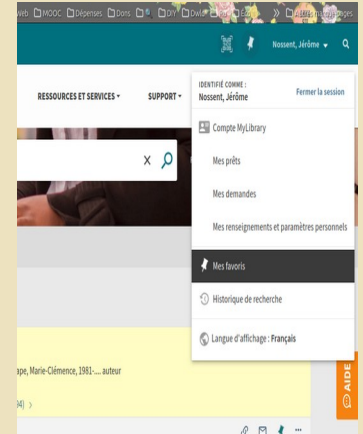 Web MOOC Dépenses Dons DIY
Nossent, Jérôme
RESSOURCES ET SERVICES SUPPORT
IDENTIFIÉ COMME :
Nossent, Jérôme Fermer la session
Compte MyLibrary
Mes prêts
Mes demandes
Mes renseignements et paramètres personnels
Mes favoris
Historique de recherche
Langue d'affichage : Français
ape, Marie-Clémence, 1981-.... auteur
94) >
AIDE